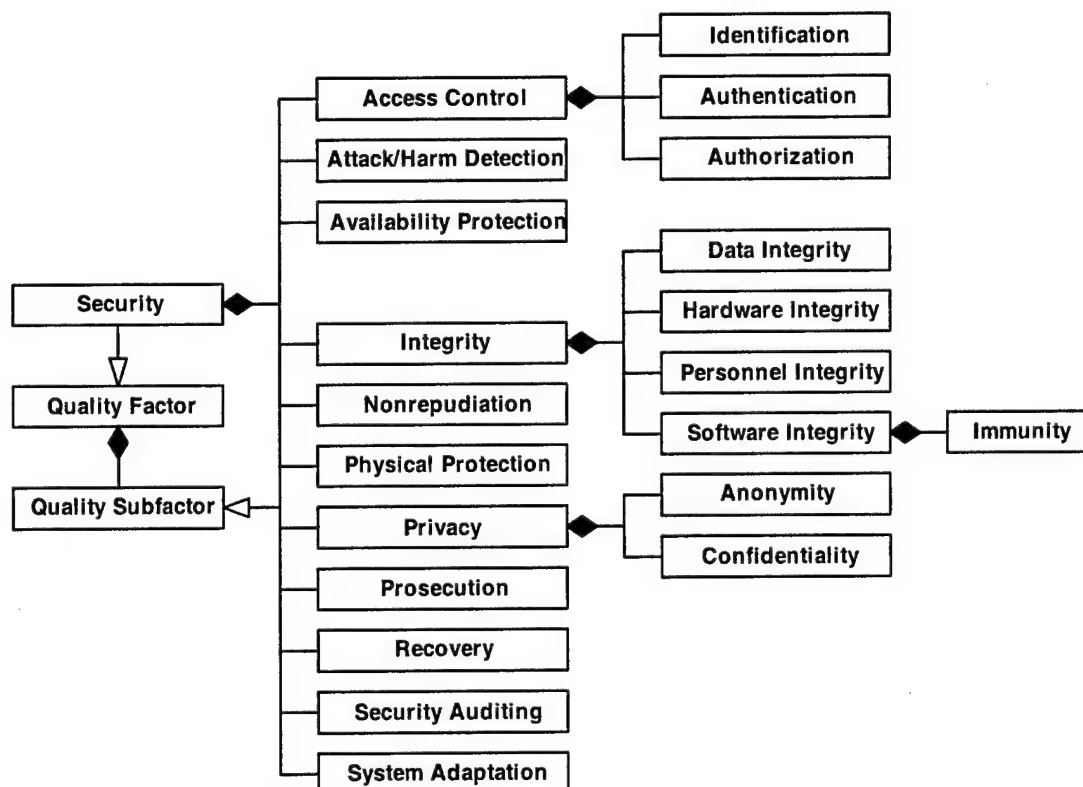 Security
Quality Factor
Quality Subfactor
Access Control
Attack/Harm Detection
Availability Protection
Integrity
Nonrepudiation
Physical Protection
Privacy
Prosecution
Recovery
Security Auditing
System Adaptation
Identification
Authentication
Authorization
Data Integrity
Hardware Integrity
Personnel Integrity
Software Integrity
Anonymity
Confidentiality
Immunity